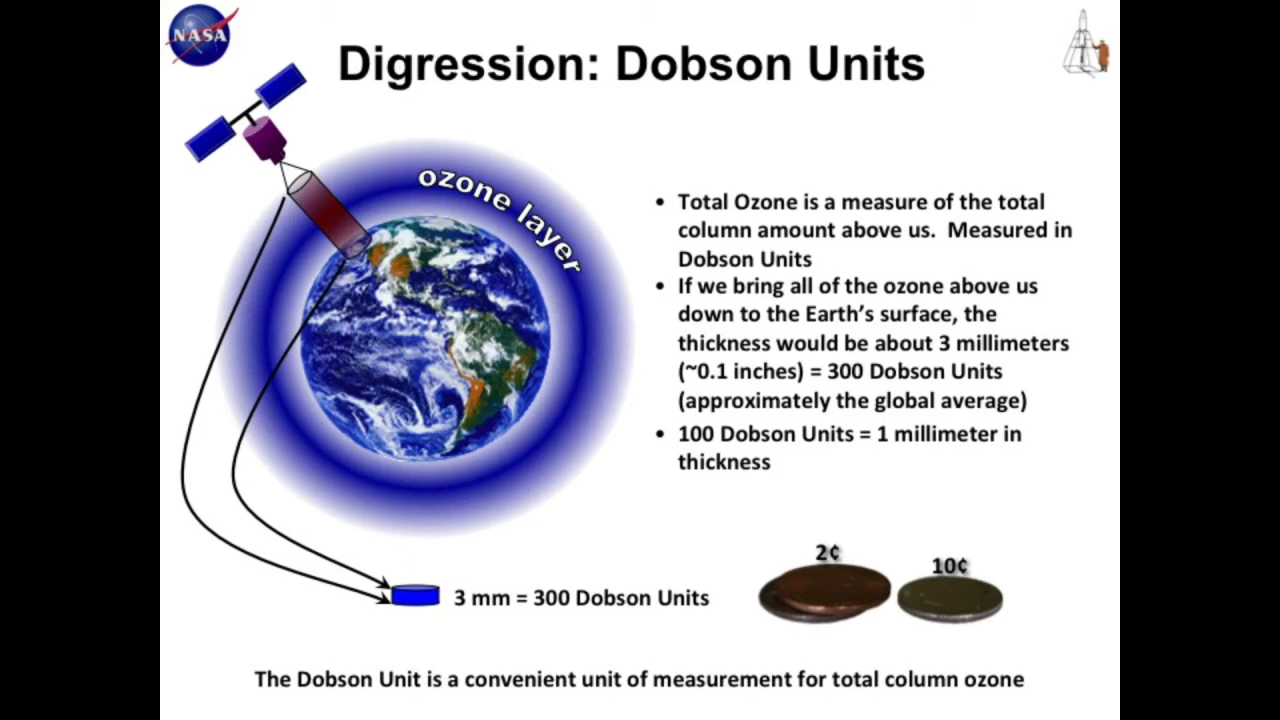 NASA
Digression: Dobson Units
ozone layer
• Total Ozone is a measure of the total
column amount above us.  Measured in
Dobson Units
• If we bring all of the ozone above us
down to the Earth’s surface, the
thickness would be about 3 millimeters
(~0.1 inches) = 300 Dobson Units
(approximately the global average)
• 100 Dobson Units = 1 millimeter in
thickness
2¢
10¢
3 mm = 300 Dobson Units
The Dobson Unit is a convenient unit of measurement for total column ozone